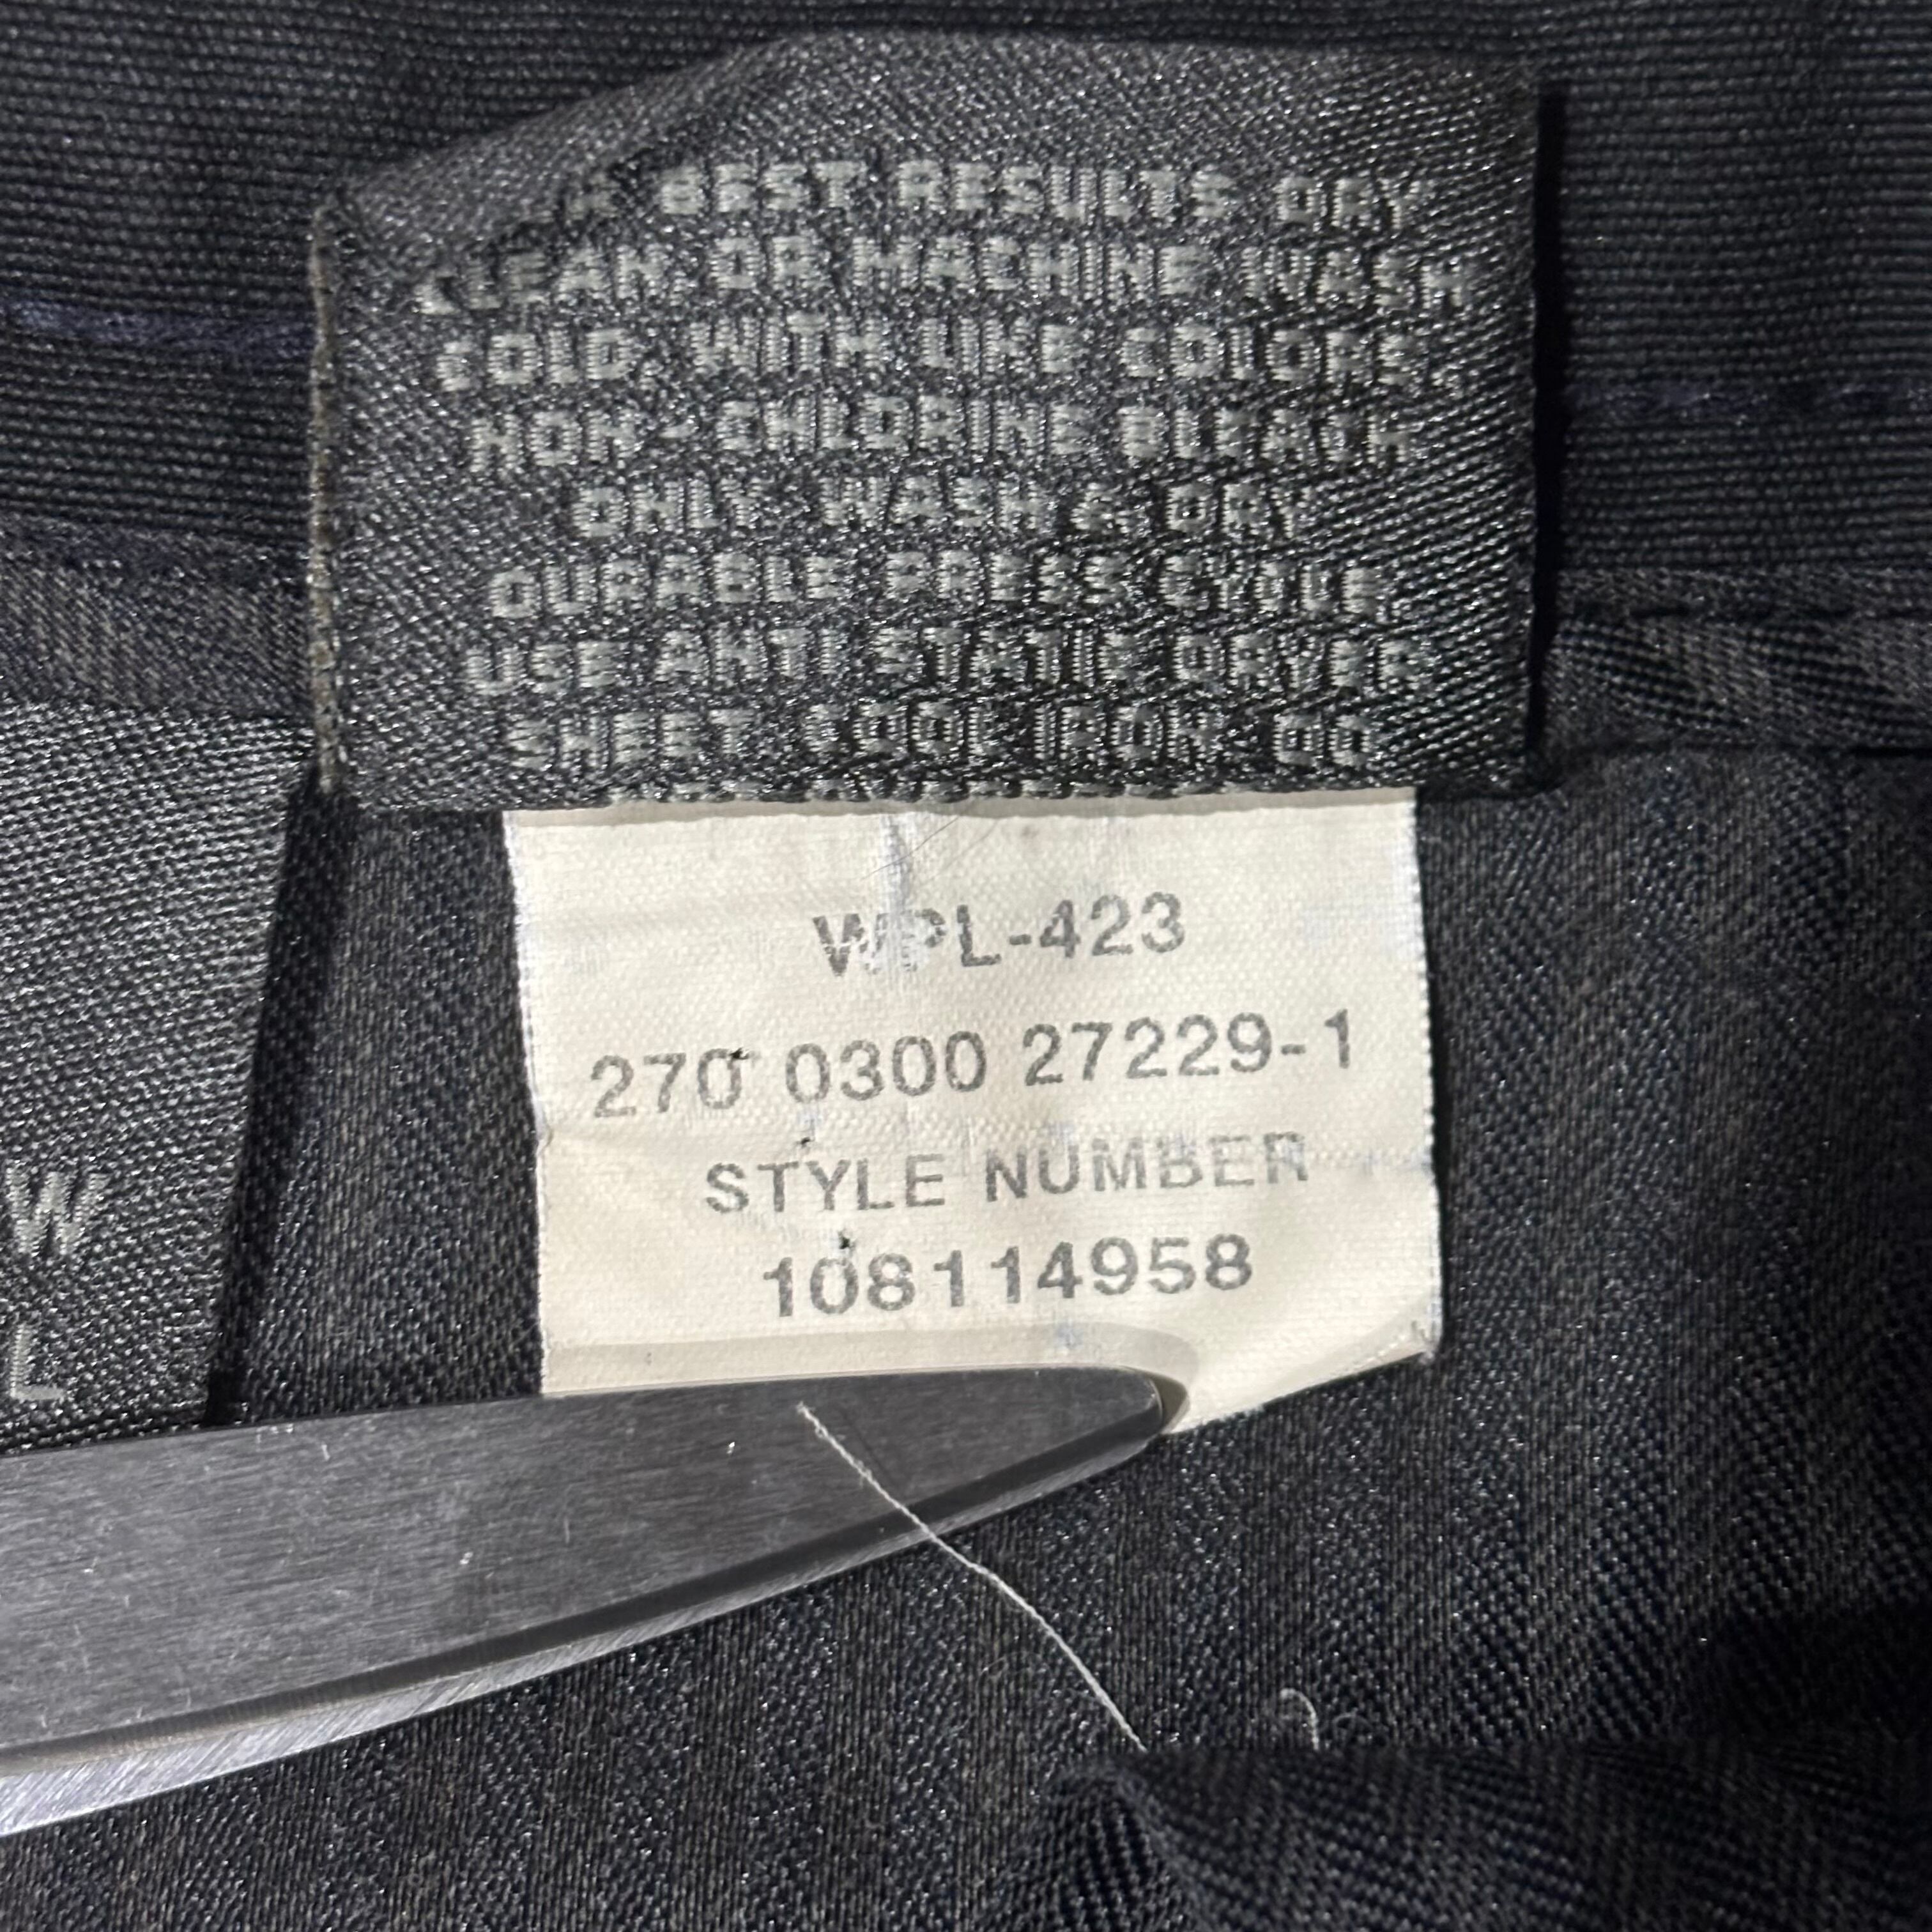 BEST RESULTS DRY
CLEAN, OR MACHINE WASH
COLD, WITH LIKE COLORS,
NON-CHLORINE BLEACH
ONLY. WASH & DRY
DURABLE PRESS CYCLE.
USE ANTI STATIC DRYER
SHEET COOL IRON. DO
WPL-423
270 0300 27229-1
STYLE NUMBER
108114958
W
L